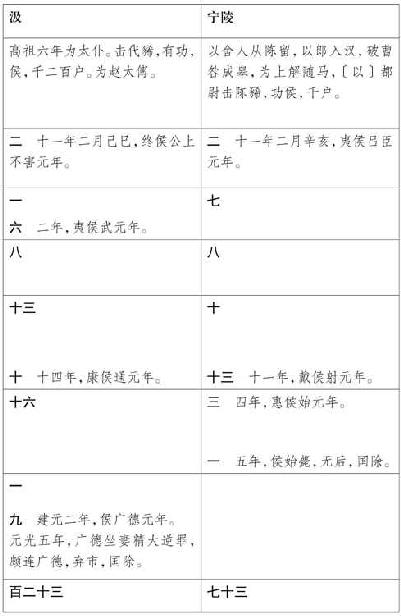 汲
宁陵
高祖六年为太仆。击代豨,有功,
侯,千二百户。为赵太傅。
以舍人从陈留,以郎入汉,破曹
咎成皋,为上解随马,〔以〕都
尉击陈豨,功侯,千户。
二 十一年二月己巳,终侯公上
不害元年。
二 十一年二月辛亥,夷侯吕臣
元年。
一
六 二年,夷侯武元年。
七
八
八
十三
十 十四年,康侯通元年。
十
十三 十一年,戴侯射元年。
十六
三 四年,惠侯始元年。
一 五年,侯始薨,无后,国除。
一
九 建元二年,侯广德元年。
元光五年,广德坐妻精大逆罪,
颇连广德,弃市,国除。
百二十三
七十三